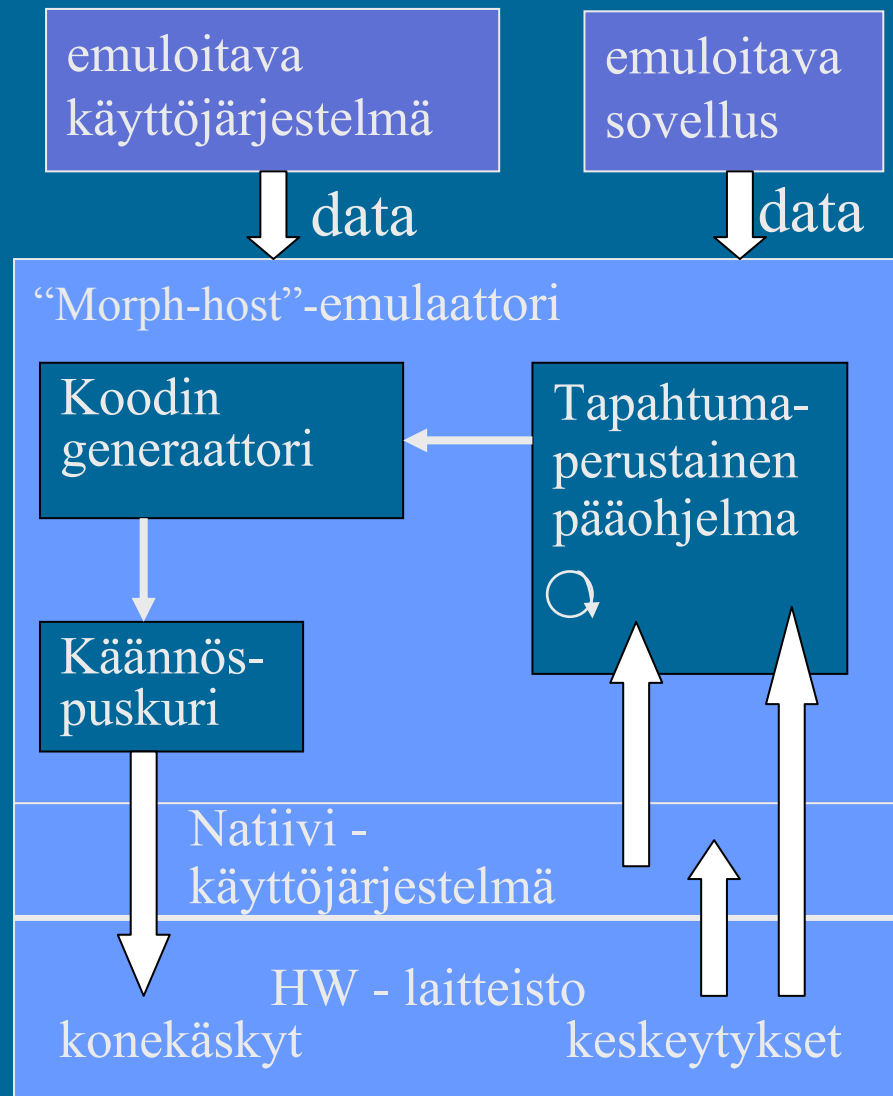 emuloitava
käyttöjärjestelmä
emuloitava
sovellus
data
data
“Morph-host”-emulaattori
Koodin
generaattori
Tapahtuma-
perustainen
pääohjelma
Käännös-
puskuri
Natiivi -
käyttöjärjestelmä
HW - laitteisto
konekäskyt
keskeytykset